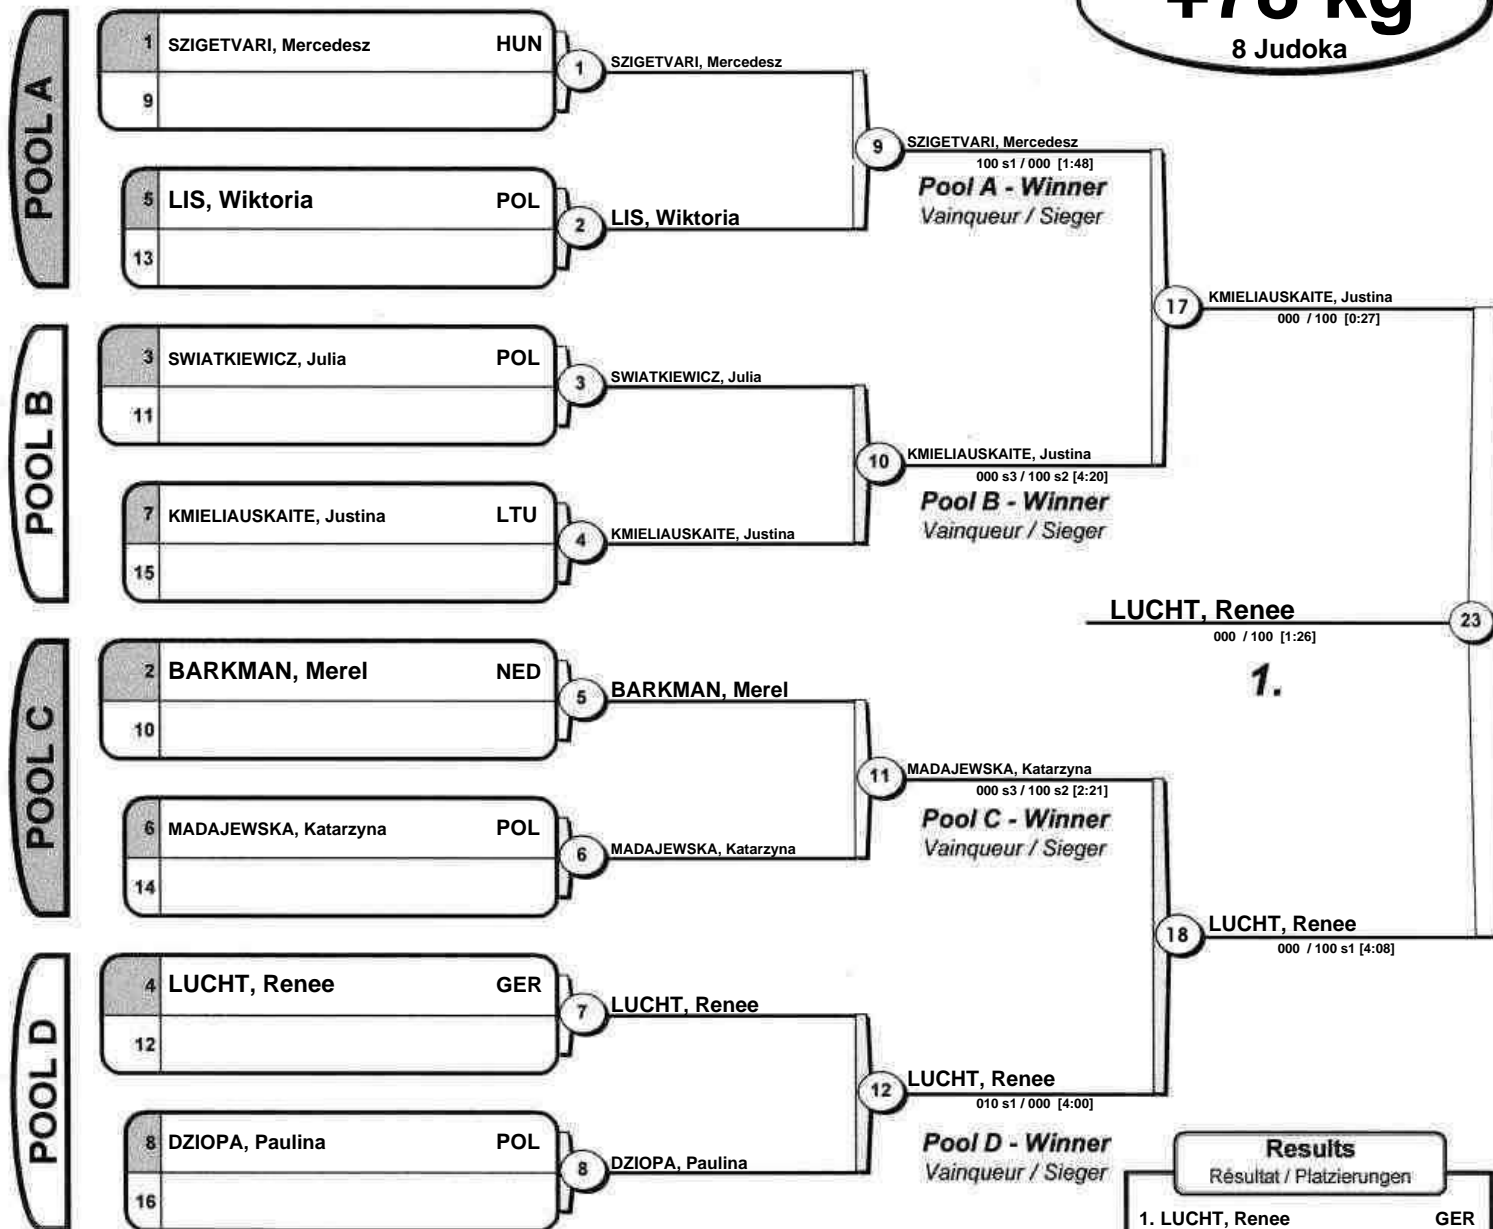 +78 kg
8 Judoka
POOL A
1 SZIGETVARI, Mercedesz HUN
9
5 LIS, Wiktoria POL
13
1 SZIGETVARI, Mercedesz
2 LIS, Wiktoria
9 SZIGETVARI, Mercedesz
100 s1 / 000 [1:48]
Pool A - Winner
Vainqueur / Sieger
POOL B
3 SWIATKIEWICZ, Julia POL
11
7 KMIELIAUSKAITE, Justina LTU
15
3 SWIATKIEWICZ, Julia
4 KMIELIAUSKAITE, Justina
10 KMIELIAUSKAITE, Justina
000 s3 / 100 s2 [4:20]
Pool B - Winner
Vainqueur / Sieger
17 KMIELIAUSKAITE, Justina
000 / 100 [0:27]
POOL C
2 BARKMAN, Merel NED
10
6 MADAJEWSKA, Katarzyna POL
14
5 BARKMAN, Merel
6 MADAJEWSKA, Katarzyna
11 MADAJEWSKA, Katarzyna
000 s3 / 100 s2 [2:21]
Pool C - Winner
Vainqueur / Sieger
POOL D
4 LUCHT, Renee GER
12
8 DZIOPA, Paulina POL
16
7 LUCHT, Renee
8 DZIOPA, Paulina
12 LUCHT, Renee
010 s1 / 000 [4:00]
Pool D - Winner
Vainqueur / Sieger
18 LUCHT, Renee
000 / 100 s1 [4:08]
LUCHT, Renee 23
000 / 100 [1:26]
1.
Results
Résultat / Platzierungen
1. LUCHT, Renee GER